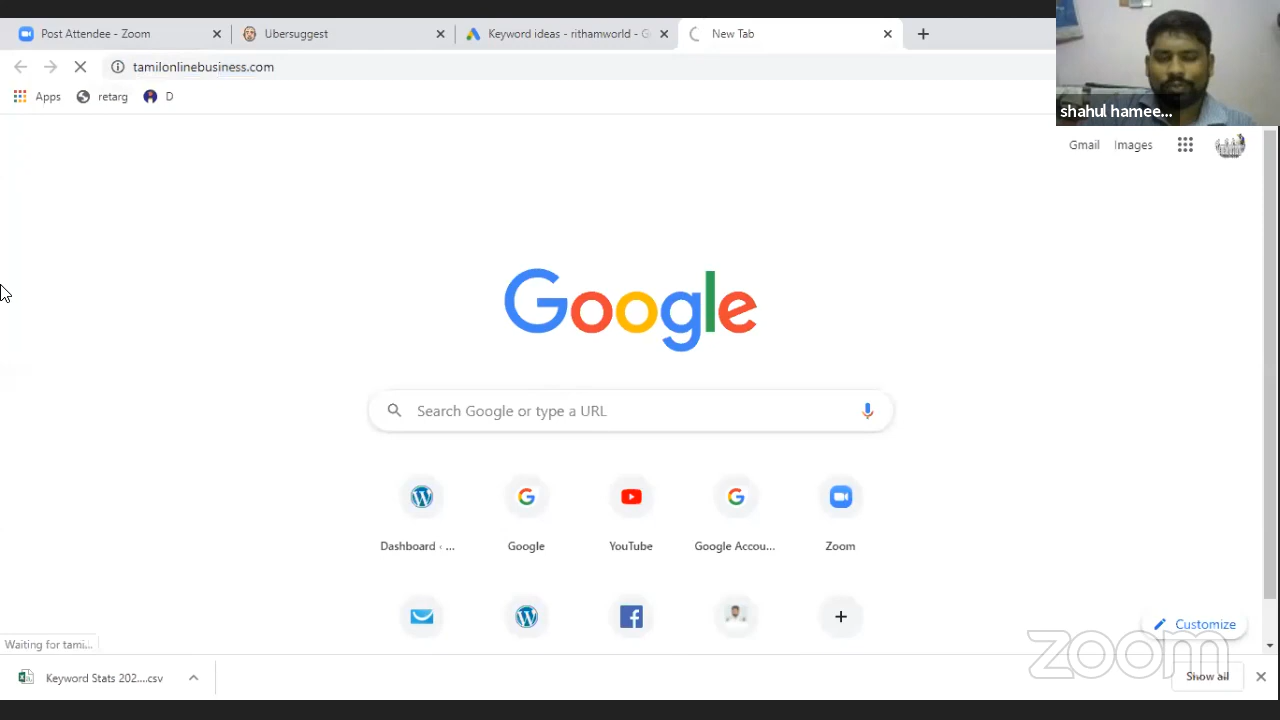 Post Attendee - Zoom
Ubersuggest
Keyword ideas - rithamworld - G
New Tab
tamilonlinebusiness.com
Apps
retarg
D
shahul hamee...
Gmail
Images
Google
Search Google or type a URL
Dashboard ‹ ...
Google
YouTube
Google Accou...
Zoom
Customize
Waiting for tami...
zoom
Keyword Stats 202....csv
Show all